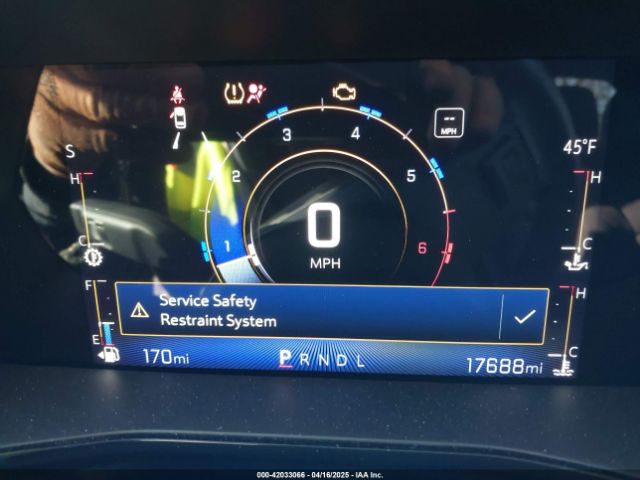 3
4
MPH
S
45°F
H
H
2
5
C
C
0
1
6
MPH
F
H
Service Safety
Restraint System
E
C
170mi
PRNDL
17688mi
000-42033066 - 04/16/2025 - IAA Inc.